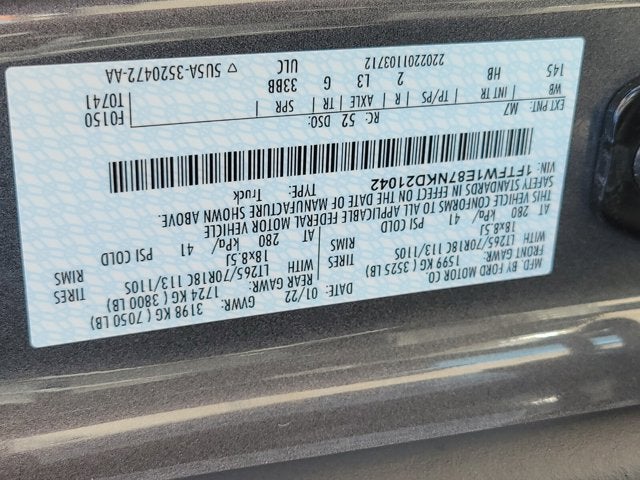 MFD. BY FORD MOTOR CO.
DATE: 01/22 GVWR: 3198 KG ( 7050 LB)
FRONT GAWR: 1599 KG ( 3525 LB) REAR GAWR: 1724 KG ( 3800 LB)
LT265/70R18C 113/110S TIRES WITH LT265/70R18C 113/110S TIRES
18x8.5J RIMS 18x8.5J RIMS
AT 280 kPa/ 41 PSI COLD AT 280 kPa/ 41 PSI COLD
THIS VEHICLE CONFORMS TO ALL APPLICABLE FEDERAL MOTOR VEHICLE
SAFETY STANDARDS IN EFFECT ON THE DATE OF MANUFACTURE SHOWN ABOVE.
VIN: 1FTFW1E87NKD21042 TYPE: Truck
EXT PNT: M7 RC: 52 DSO: F0150
WB INT TR TP/PS R AXLE TR SPR T0741
145 HB 2 L3 G 33BB
2202201103712 ULC ▽ 5U5A-3520472-AA